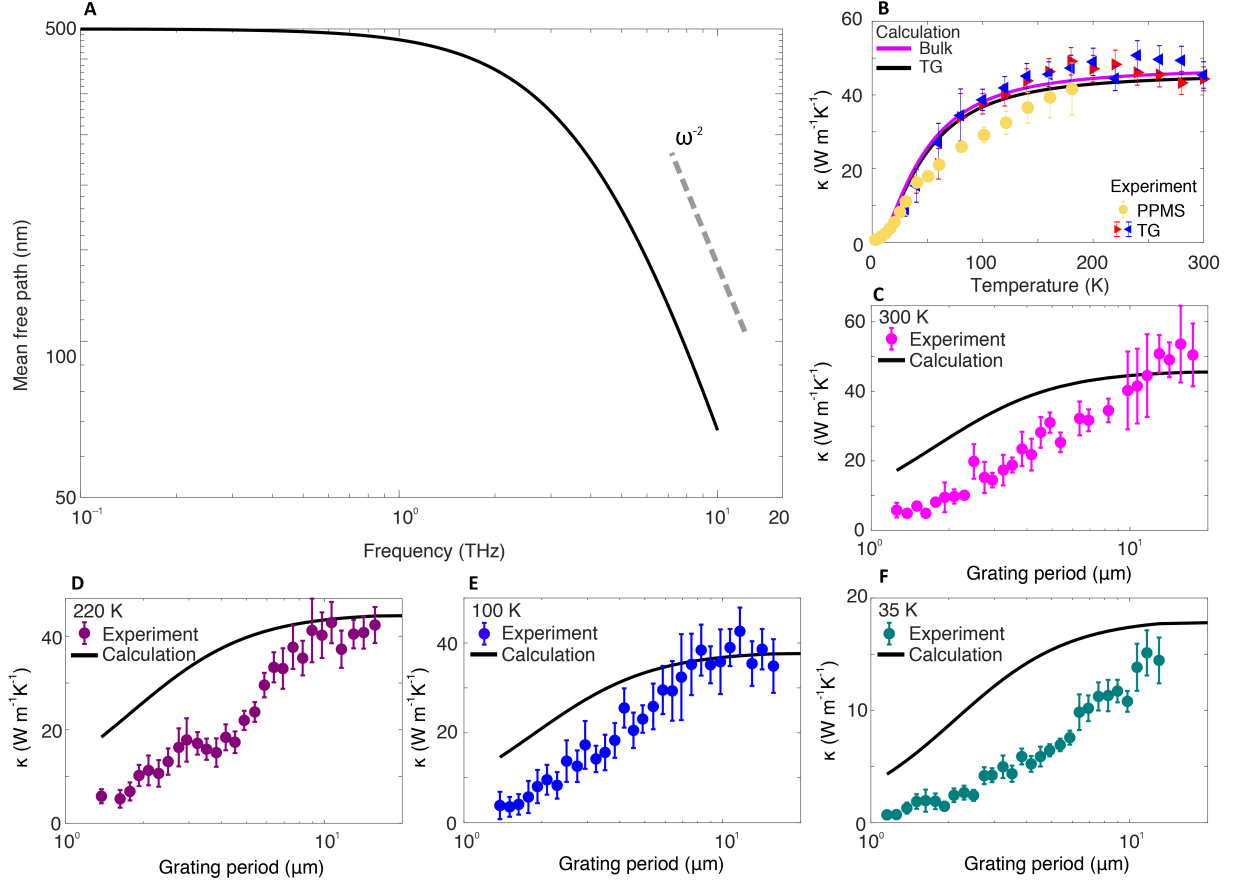 A
500
100
50
10⁻¹
10⁰
10¹
20
Mean free path (nm)
Frequency (THz)
ω⁻²
B
Calculation
Bulk
TG
Experiment
PPMS
TG
60
40
20
0
0
50
100
150
200
250
300
κ (W m⁻¹K⁻¹)
Temperature (K)
C
300 K
Experiment
Calculation
60
40
20
0
10⁰
10¹
κ (W m⁻¹K⁻¹)
Grating period (μm)
D
220 K
Experiment
Calculation
40
20
0
10⁰
10¹
κ (W m⁻¹K⁻¹)
Grating period (μm)
E
100 K
Experiment
Calculation
40
20
0
10⁰
10¹
κ (W m⁻¹K⁻¹)
Grating period (μm)
F
35 K
Experiment
Calculation
20
10
0
10⁰
10¹
κ (W m⁻¹K⁻¹)
Grating period (μm)